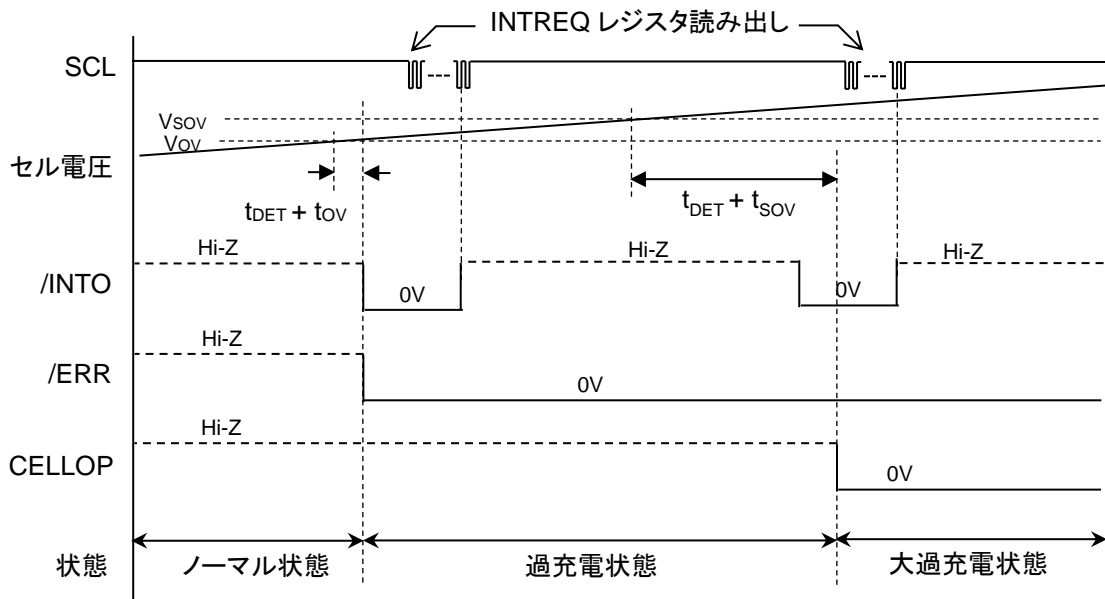 INTREQ レジスタ読み出し
SCL
VSOV
VOV
セル電圧
tDET + tOV
tDET + tSOV
Hi-Z
Hi-Z
Hi-Z
/INTO
0V
0V
Hi-Z
/ERR
0V
Hi-Z
CELLOP
0V
状態
ノーマル状態
過充電状態
大過充電状態